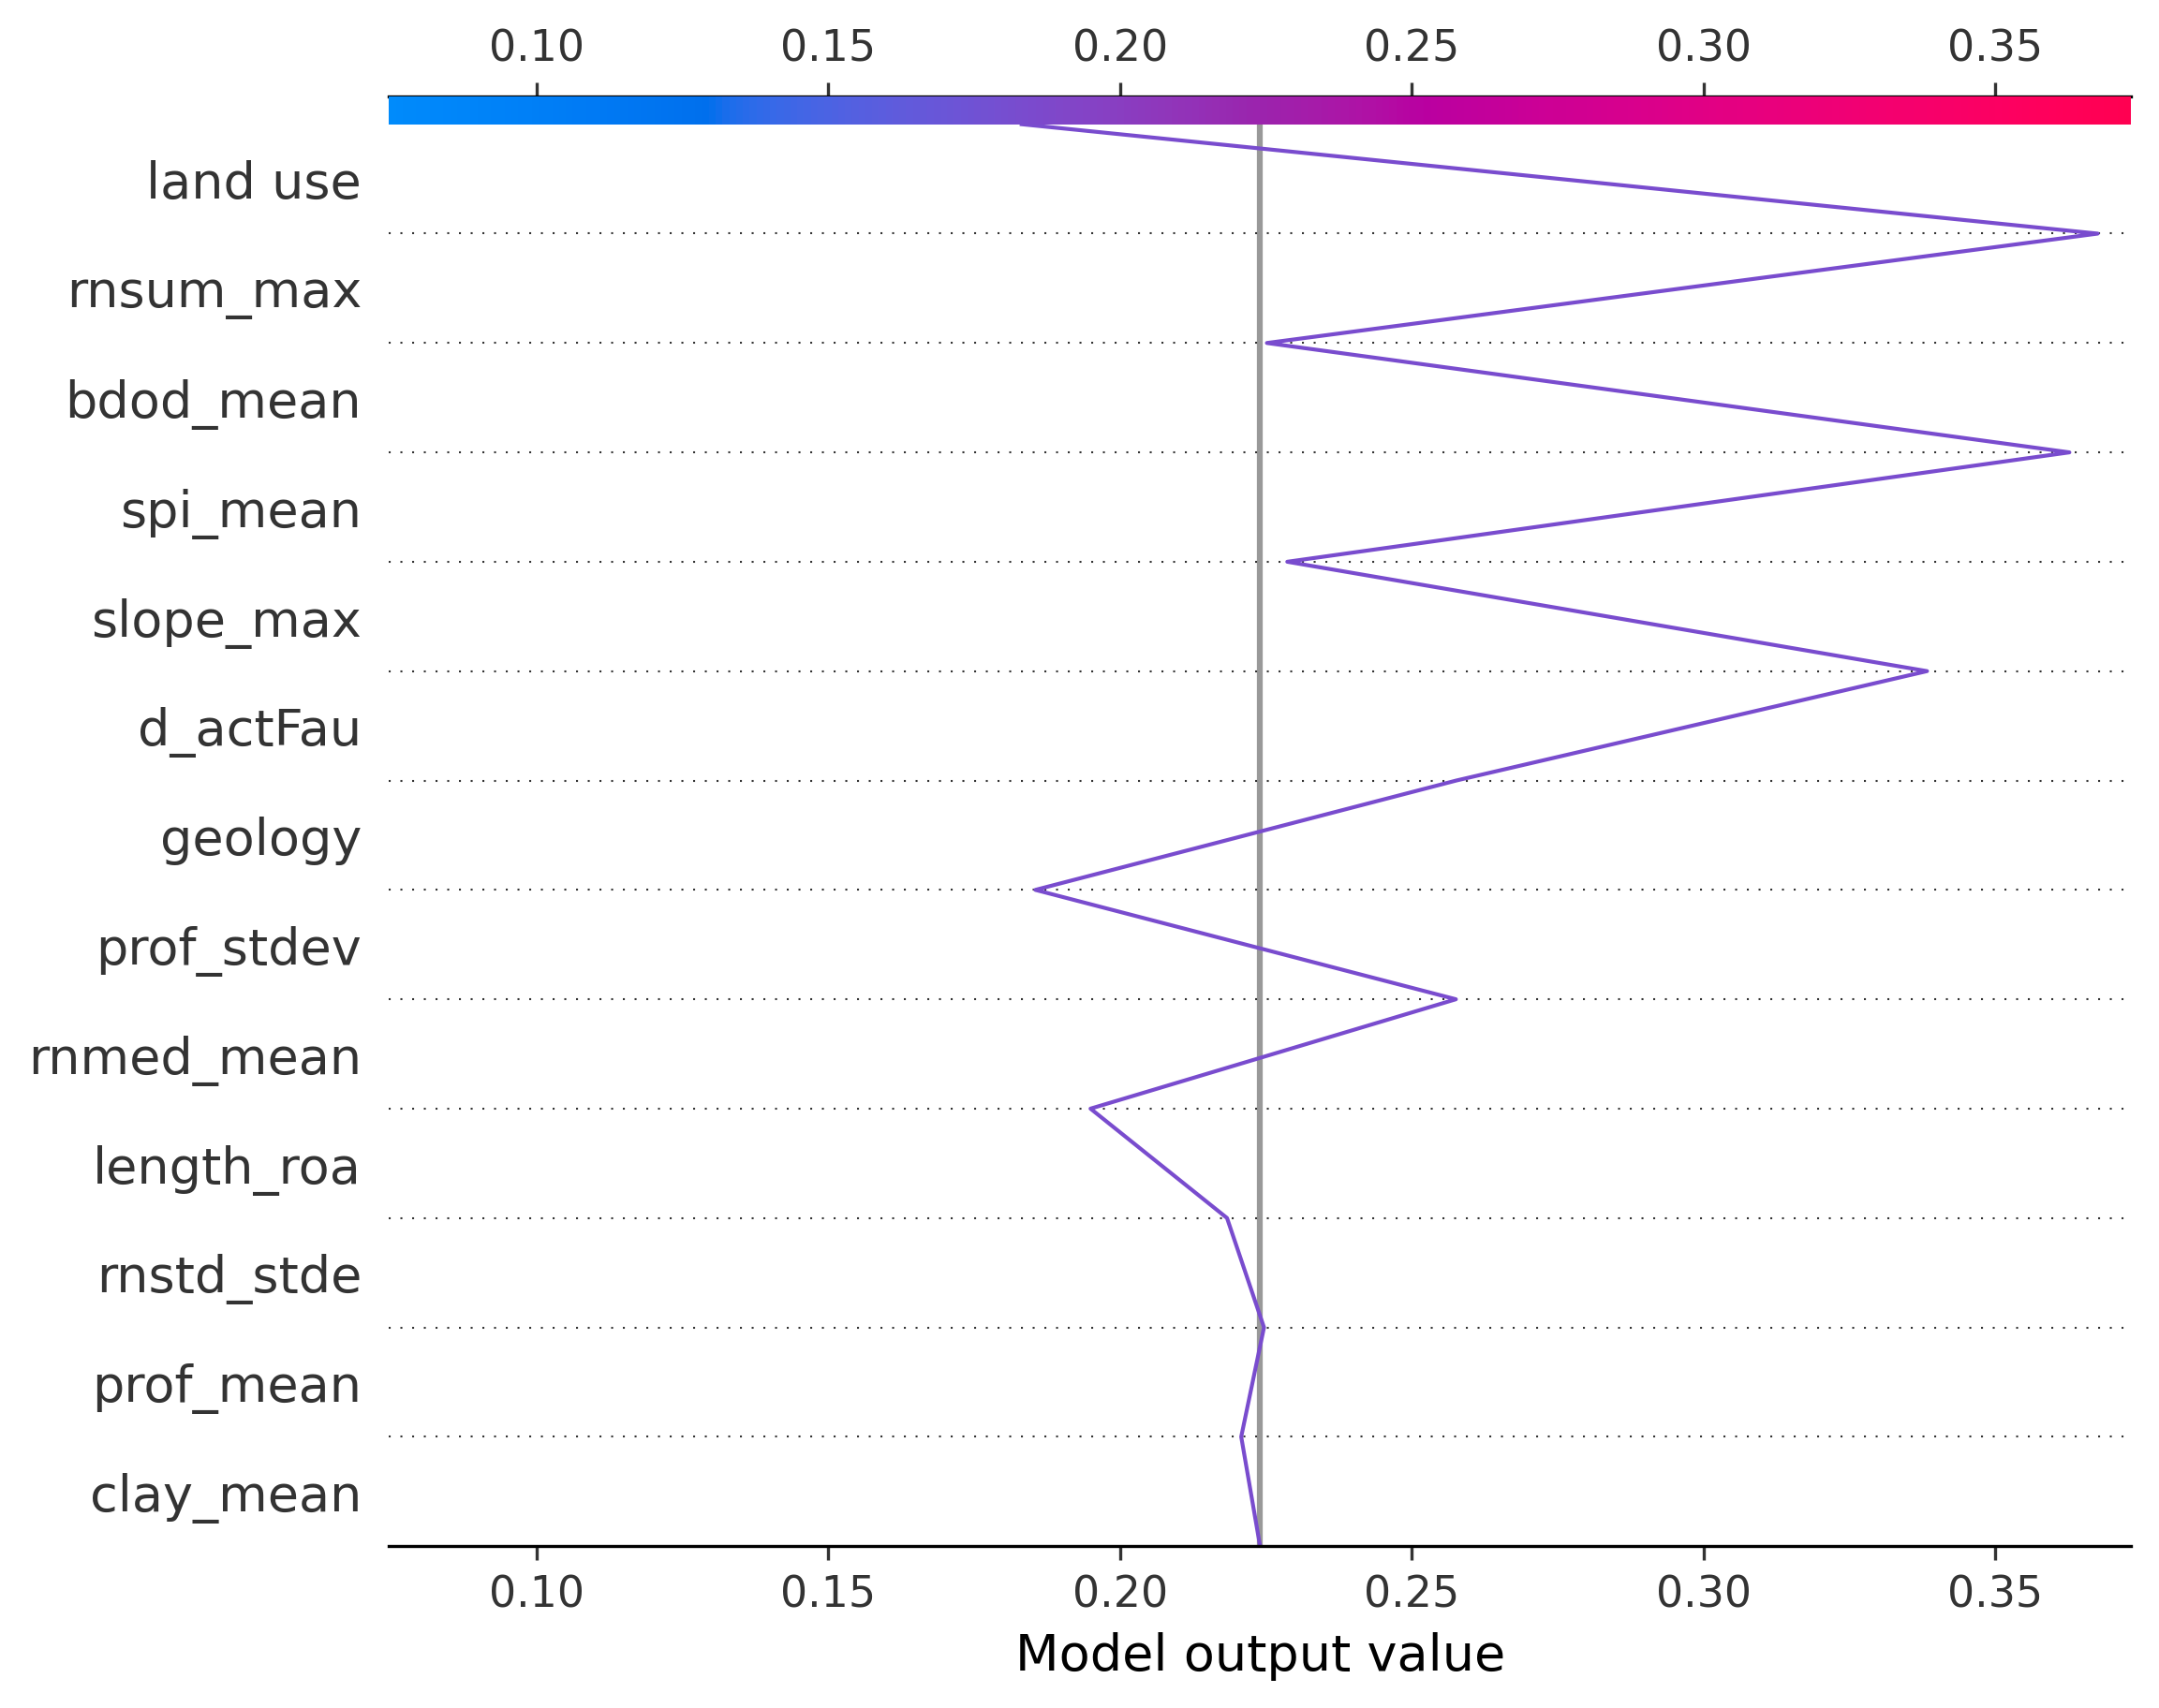 0.10 0.15 0.20 0.25 0.30 0.35
land use
rnsum_max
bdod_mean
spi_mean
slope_max
d_actFau
geology
prof_stdev
rnmed_mean
length_roa
rnstd_stde
prof_mean
clay_mean
0.10 0.15 0.20 0.25 0.30 0.35
Model output value